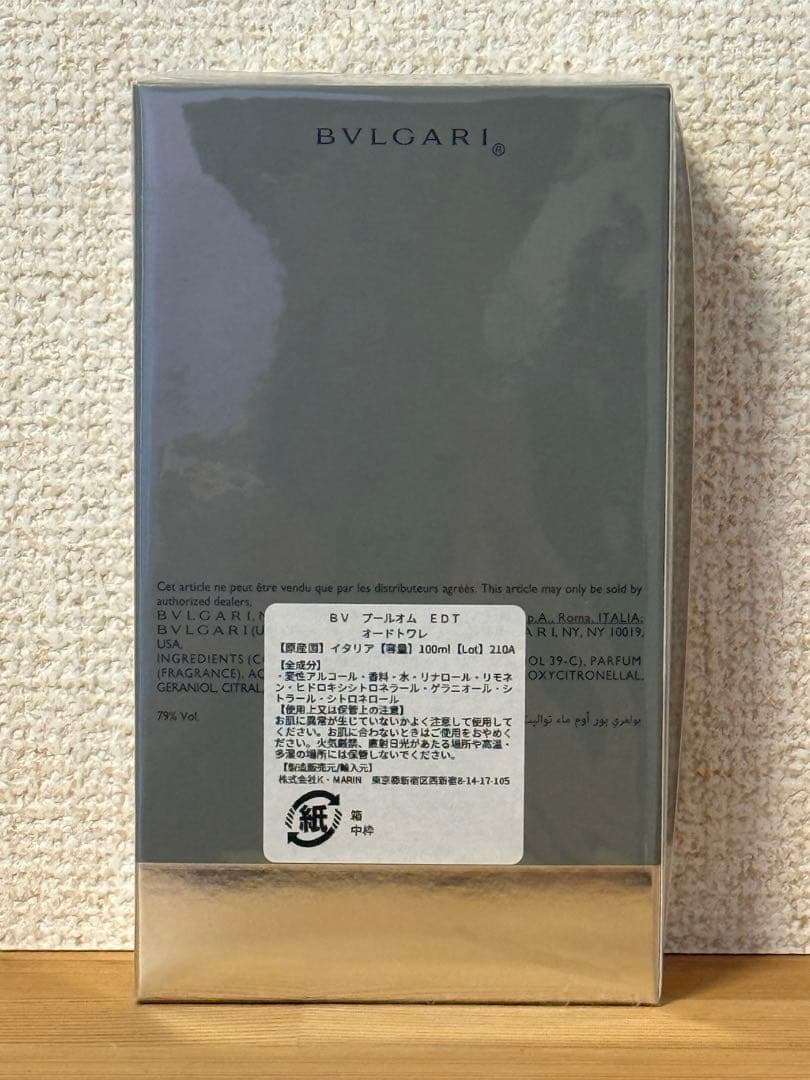 BVLGARI®
Cet article ne peut être vendu que par les distributeurs agréés. This article may only be sold by
authorized dealers.
BVLGARI, p.A., Roma, ITALIA;
BVLGARI (U ARI, NY, NY 10019,
USA.
INGREDIENTS OL 39-C), PARFUM
(FRAGRANCE), OXYCITRONELLAL,
GERANIOL, CITRAL,
79% Vol.
بولغري بور أوم ماء
BV プールオム EDT
オードトワレ
【原産国】イタリア【容量】100ml【Lot】210A
【全成分】
・変性アルコール・香料・水・リナロール・リモネ
ン・ヒドロキシシトロネラール・ゲラニオール・シ
トラール・シトロネロール
【使用上又は保管上の注意】
お肌に異常が生じていないかよく注意して使用して
ください。お肌に合わないときはご使用をおやめく
ださい。火気厳禁、直射日光があたる場所や高温・
多湿の場所には保管しないでください。
【製造販売元/輸入元】
株式会社K・MARIN 東京都新宿区西新宿8-14-17-105
紙
箱
中枠